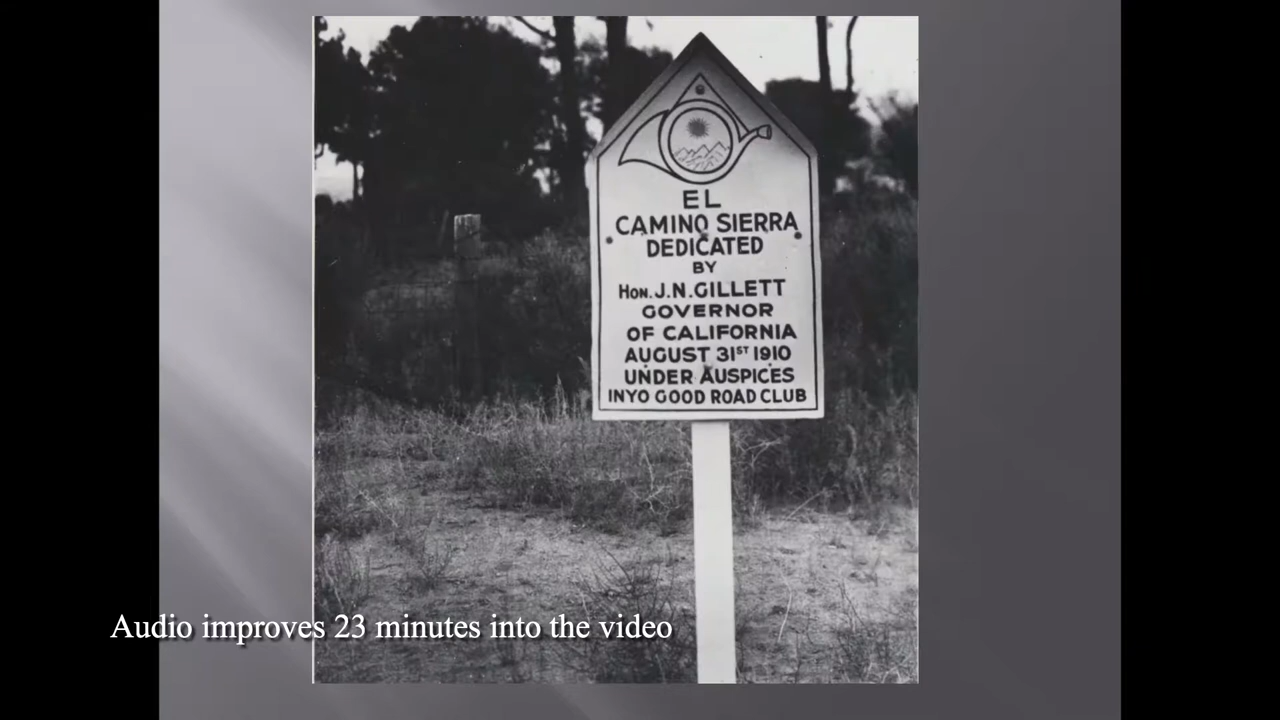 EL
CAMINO SIERRA
DEDICATED
BY
HON. J.N. GILLETT
GOVERNOR
OF CALIFORNIA
AUGUST 31ST 1910
UNDER AUSPICES
INYO GOOD ROAD CLUB
Audio improves 23 minutes into the video